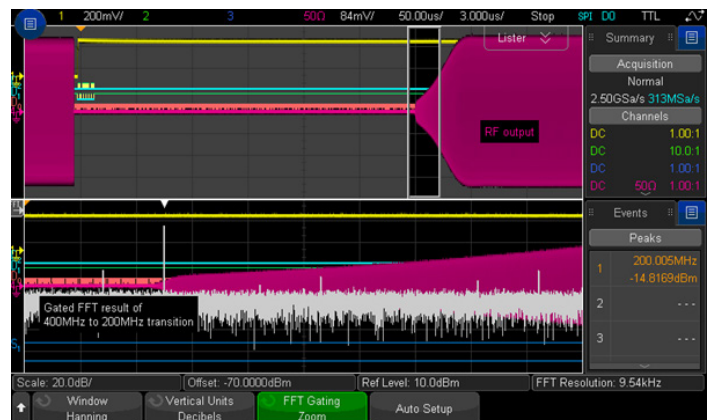 1 200mV/ 2 3 50Ω 84mV/ 50.00us/ 3.000us/ Stop SPI D0 TTL
Lister
Summary
Acquisition
Normal
2.50GSa/s 313MSa/s
Channels
DC 1.00:1
DC 10.0:1
DC 1.00:1
DC 50Ω 1.00:1
RF output
Events
Peaks
1 200.005MHz
-14.8169dBm
2 ---
3 ---
Gated FFT result of
400MHz to 200MHz transition
S1
Scale: 20.0dB/ Offset: -70.0000dBm Ref Level: 10.0dBm FFT Resolution: 9.54kHz
Window
Hanning
Vertical Units
Decibels
FFT Gating
Zoom
Auto Setup